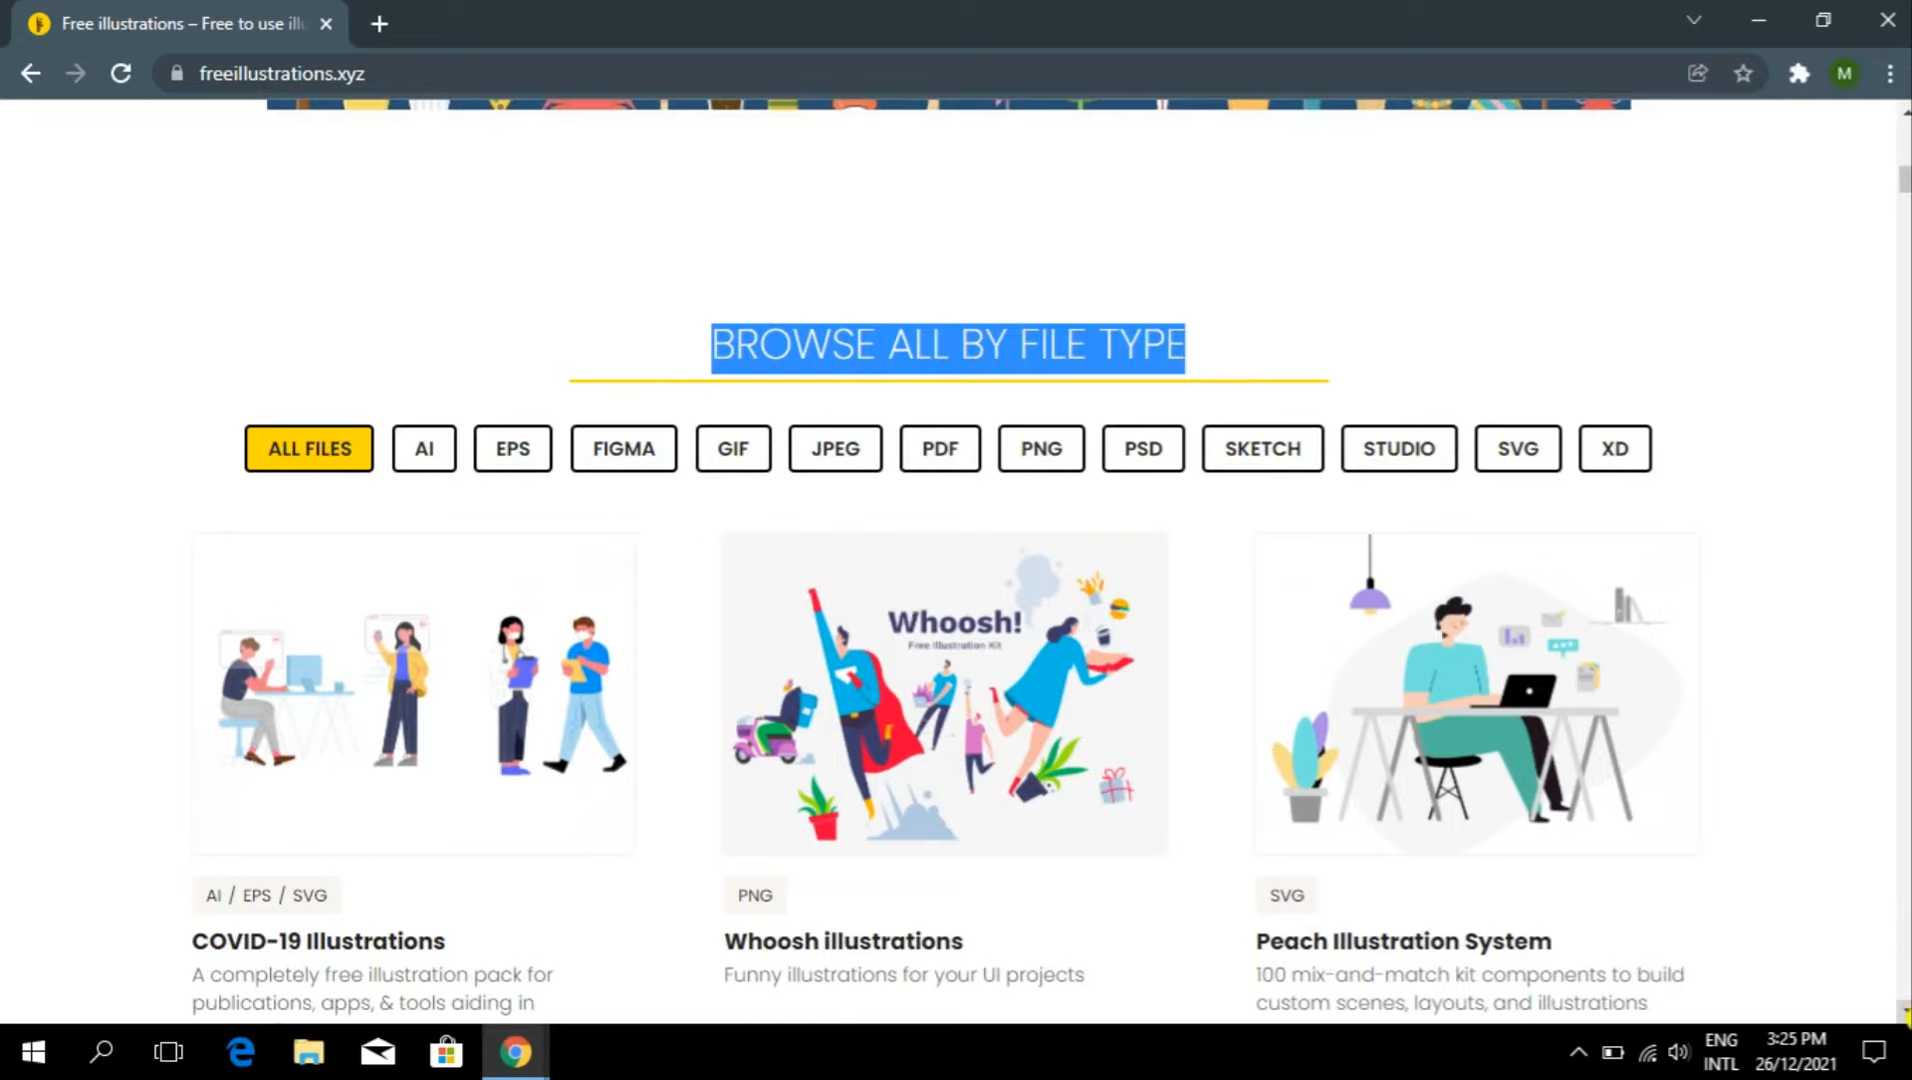 Free illustrations – Free to use ill
freeillustrations.xyz
M
BROWSE ALL BY FILE TYPE
ALL FILES
AI
EPS
FIGMA
GIF
JPEG
PDF
PNG
PSD
SKETCH
STUDIO
SVG
XD
Whoosh!
Free Illustration Kit
AI / EPS / SVG
COVID-19 Illustrations
A completely free illustration pack for
publications, apps, & tools aiding in
PNG
Whoosh illustrations
Funny illustrations for your UI projects
SVG
Peach Illustration System
100 mix-and-match kit components to build
custom scenes, layouts, and illustrations
ENG
INTL
3:25 PM
26/12/2021